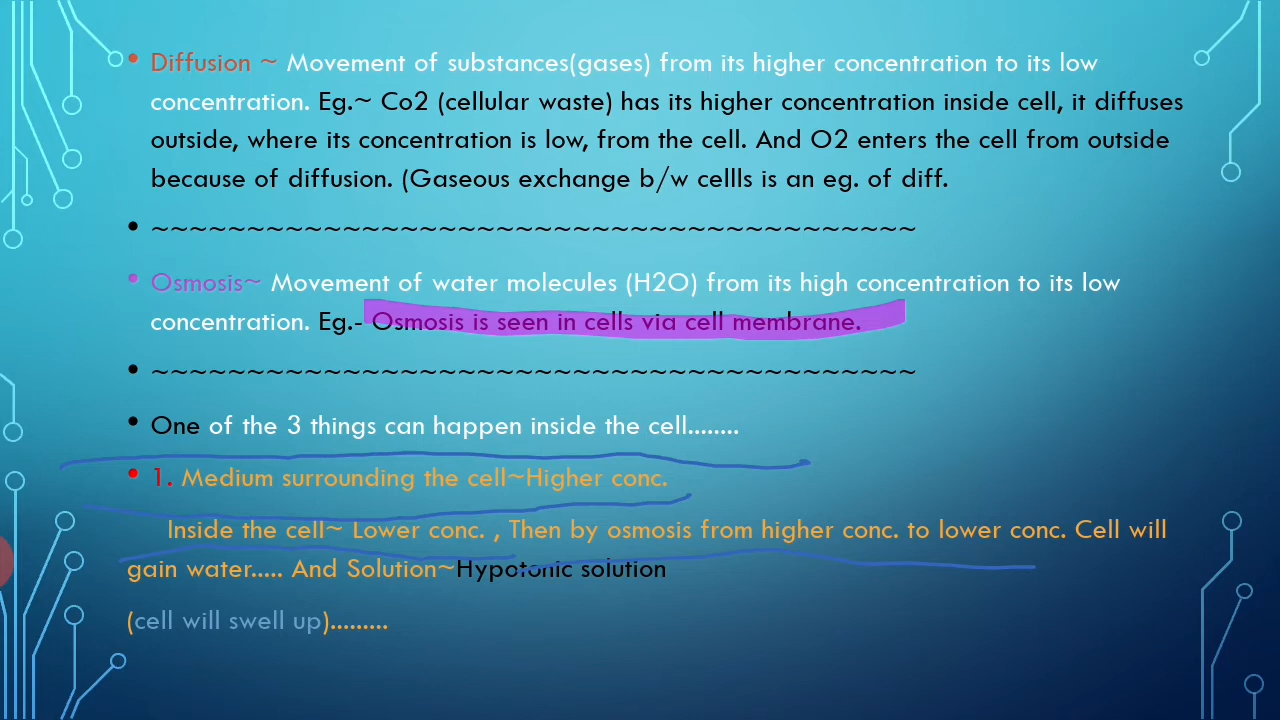 • Diffusion ~ Movement of substances(gases) from its higher concentration to its low
concentration. Eg.~ Co2 (cellular waste) has its higher concentration inside cell, it diffuses
outside, where its concentration is low, from the cell. And O2 enters the cell from outside
because of diffusion. (Gaseous exchange b/w cellls is an eg. of diff.
• ~~~~~~~~~~~~~~~~~~~~~~~~~~~~~~~~~~~~~~~~
• Osmosis~ Movement of water molecules (H2O) from its high concentration to its low
concentration. Eg.- Osmosis is seen in cells via cell membrane.
• ~~~~~~~~~~~~~~~~~~~~~~~~~~~~~~~~~~~~~~~~
• One of the 3 things can happen inside the cell........
• 1. Medium surrounding the cell~Higher conc.
Inside the cell~ Lower conc. , Then by osmosis from higher conc. to lower conc. Cell will
gain water..... And Solution~Hypotonic solution
(cell will swell up).........